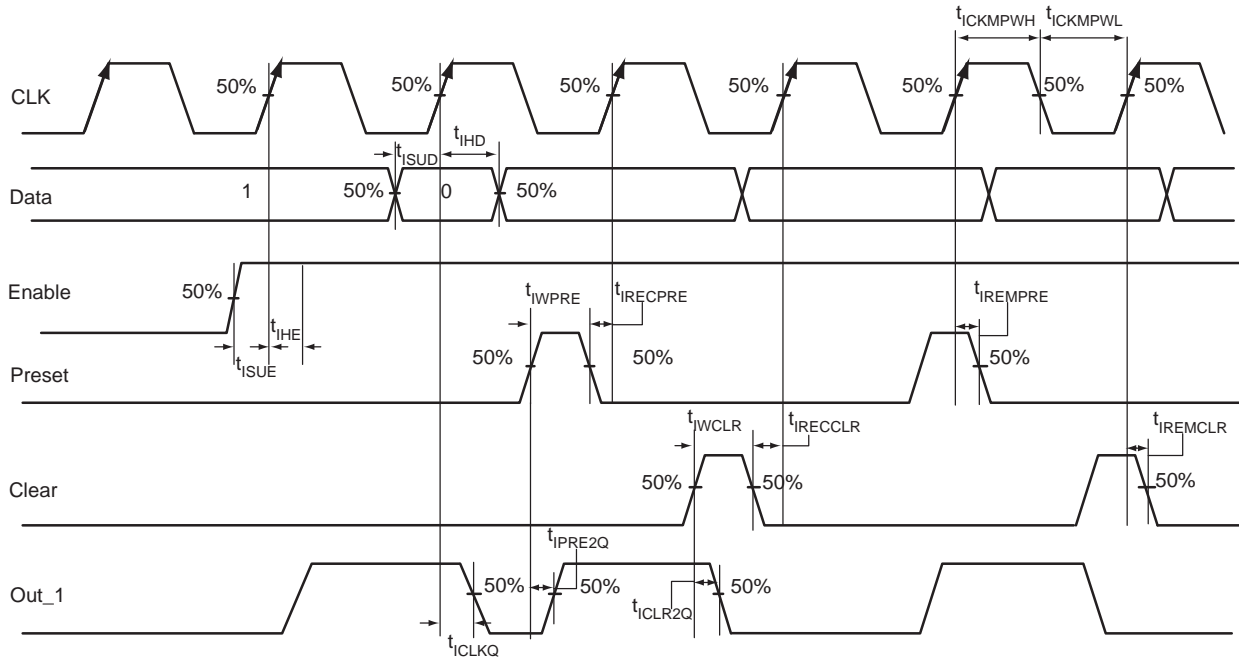 tICKMPWH tICKMPWL
CLK 50% 50% 50% 50% 50% 50% 50%
tISUD tIHD
Data 1 50% 0 50%
Enable 50%
tIHE
tISUE
tIWPRE tIRECPRE tIREMPRE
Preset 50% 50% 50%
tIWCLR tIRECCLR tIREMCLR
Clear 50% 50% 50%
tIPRE2Q
Out_1 50% 50% 50%
tICLR2Q
tICLKQ